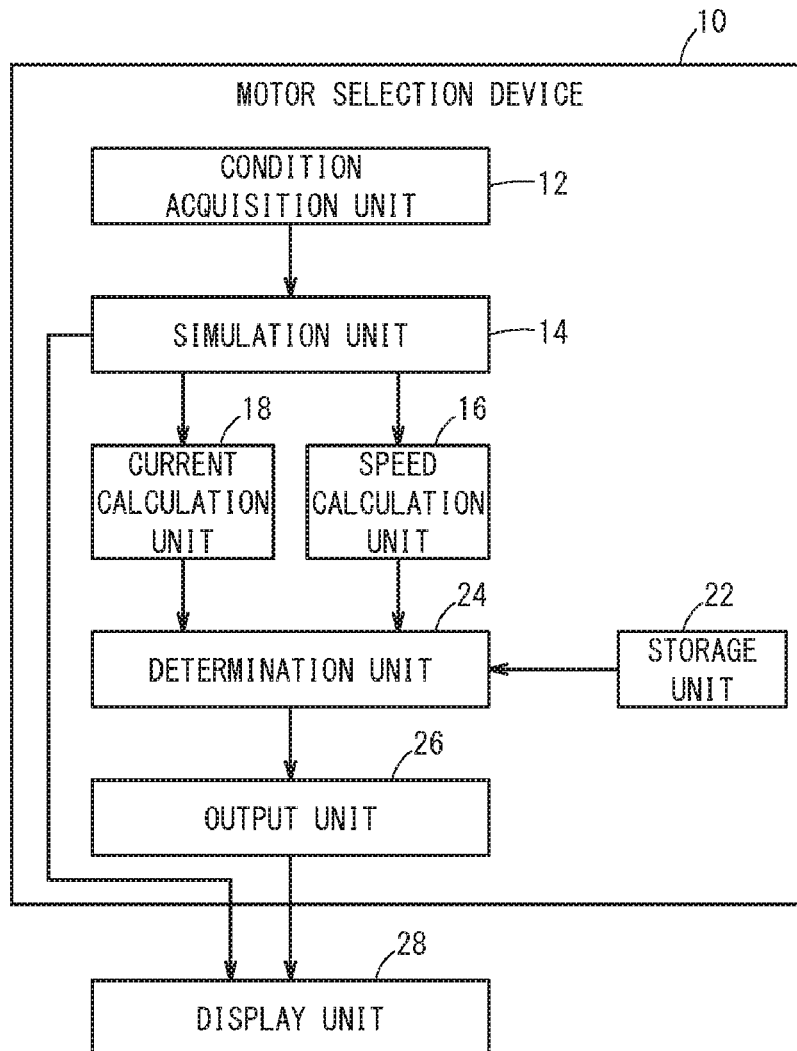 10
MOTOR SELECTION DEVICE
CONDITION
ACQUISITION UNIT
12
SIMULATION UNIT
14
18
CURRENT
CALCULATION
UNIT
16
SPEED
CALCULATION
UNIT
24
DETERMINATION UNIT
22
STORAGE
UNIT
26
OUTPUT UNIT
28
DISPLAY UNIT